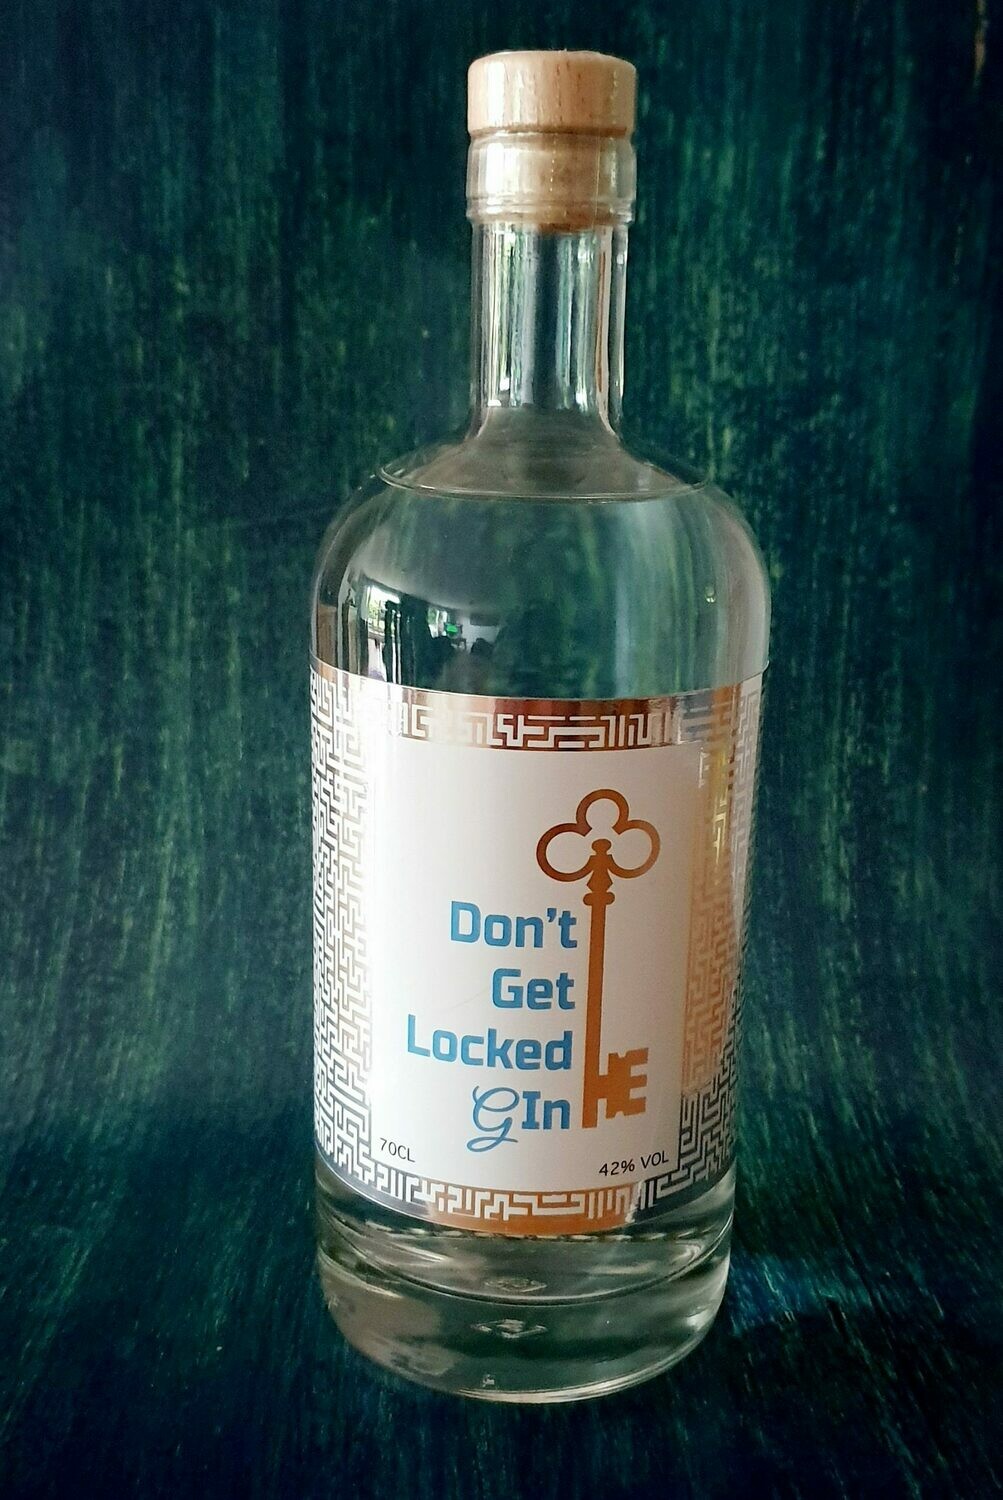 Don't
Get
Locked
GIn
70CL
42% VOL